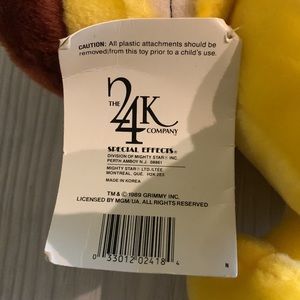 CAUTION: All plastic attachments should be
removed from this toy prior to a child's use.
THE 24K
COMPANY
SPECIAL EFFECTS®
DIVISION OF MIGHTY STAR® INC.
PERTH AMBOY N.J. 08861
MIGHTY STAR® LTD./LTEE.
MONTREAL, QUE. H3K 2E5
MADE IN KOREA
TM © 1989 GRIMMY INC.
LICENSED BY MGM/UA. ALL RIGHTS RESERVED
0 33012 02418 4